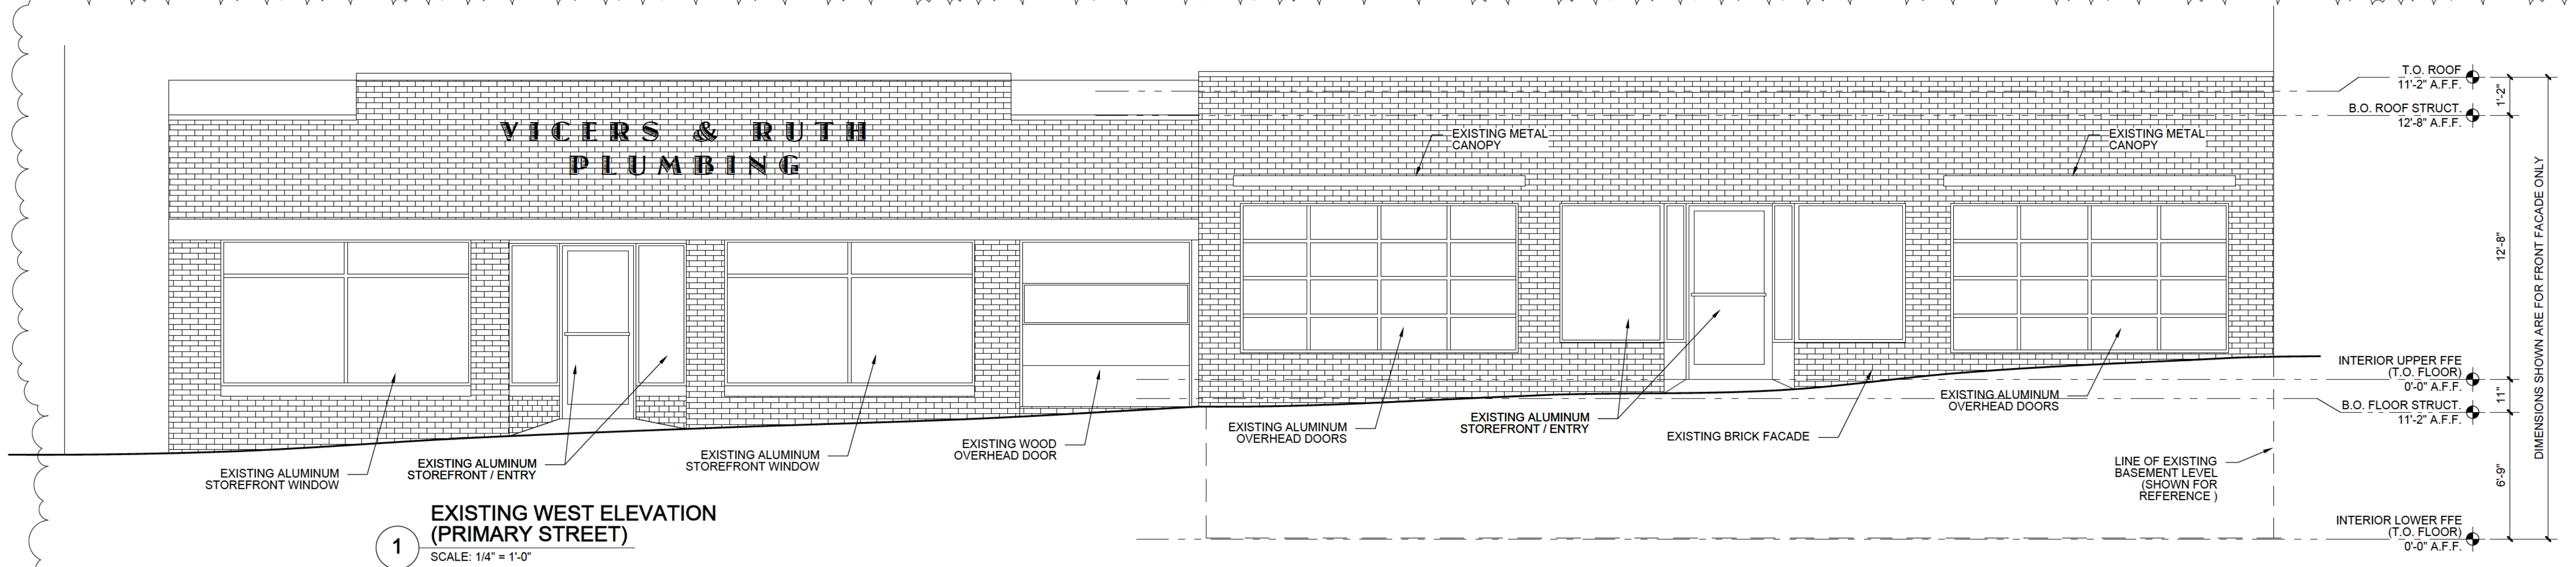 VICERS & RUTH
PLUMBING
EXISTING METAL
CANOPY
EXISTING METAL
CANOPY
T.O. ROOF
11'-2" A.F.F.
B.O. ROOF STRUCT.
12'-8" A.F.F.
1'-2"
12'-8"
DIMENSIONS SHOWN ARE FOR FRONT FACADE ONLY
INTERIOR UPPER FFE
(T.O. FLOOR)
0'-0" A.F.F.
11"
B.O. FLOOR STRUCT.
11'-2" A.F.F.
6'-9"
INTERIOR LOWER FFE
(T.O. FLOOR)
0'-0" A.F.F.
EXISTING ALUMINUM
STOREFRONT WINDOW
EXISTING ALUMINUM
STOREFRONT / ENTRY
EXISTING ALUMINUM
STOREFRONT WINDOW
EXISTING WOOD
OVERHEAD DOOR
EXISTING ALUMINUM
OVERHEAD DOORS
EXISTING ALUMINUM
STOREFRONT / ENTRY
EXISTING BRICK FACADE
EXISTING ALUMINUM
OVERHEAD DOORS
LINE OF EXISTING
BASEMENT LEVEL
(SHOWN FOR
REFERENCE )
1
EXISTING WEST ELEVATION
(PRIMARY STREET)
SCALE: 1/4" = 1'-0"